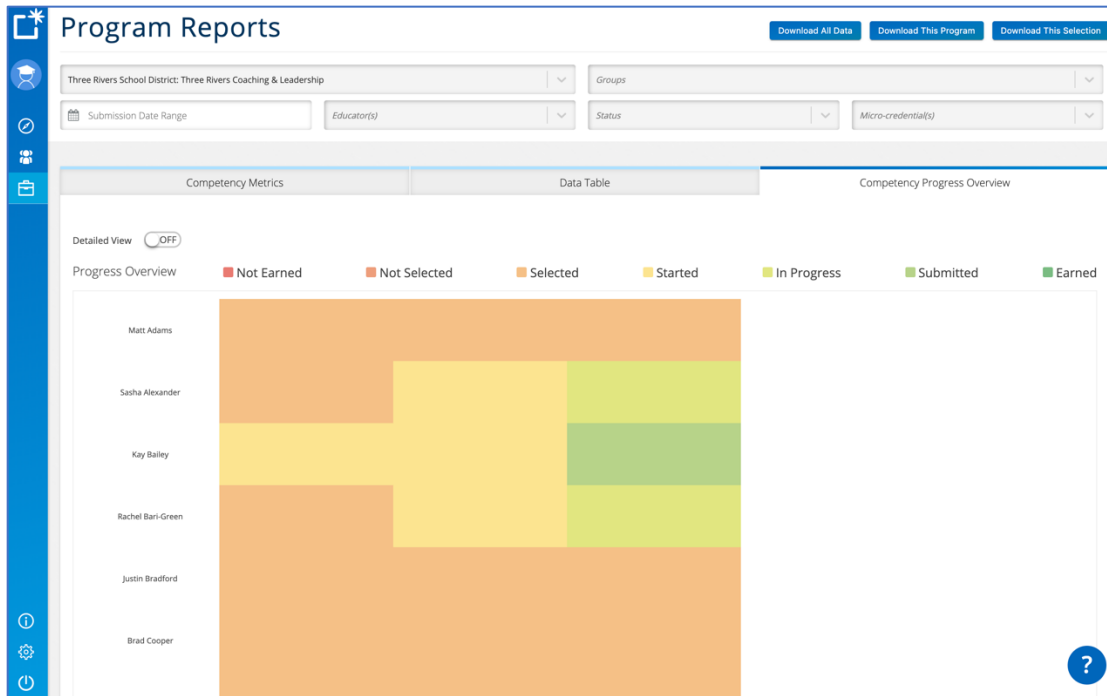 Program Reports
Download All Data
Download This Program
Download This Selection
Three Rivers School District: Three Rivers Coaching & Leadership
Groups
Submission Date Range
Educator(s)
Status
Micro-credential(s)
Competency Metrics
Data Table
Competency Progress Overview
Detailed View OFF
Progress Overview
Not Earned
Not Selected
Selected
Started
In Progress
Submitted
Earned
Matt Adams
Sasha Alexander
Kay Bailey
Rachel Bari-Green
Justin Bradford
Brad Cooper
?